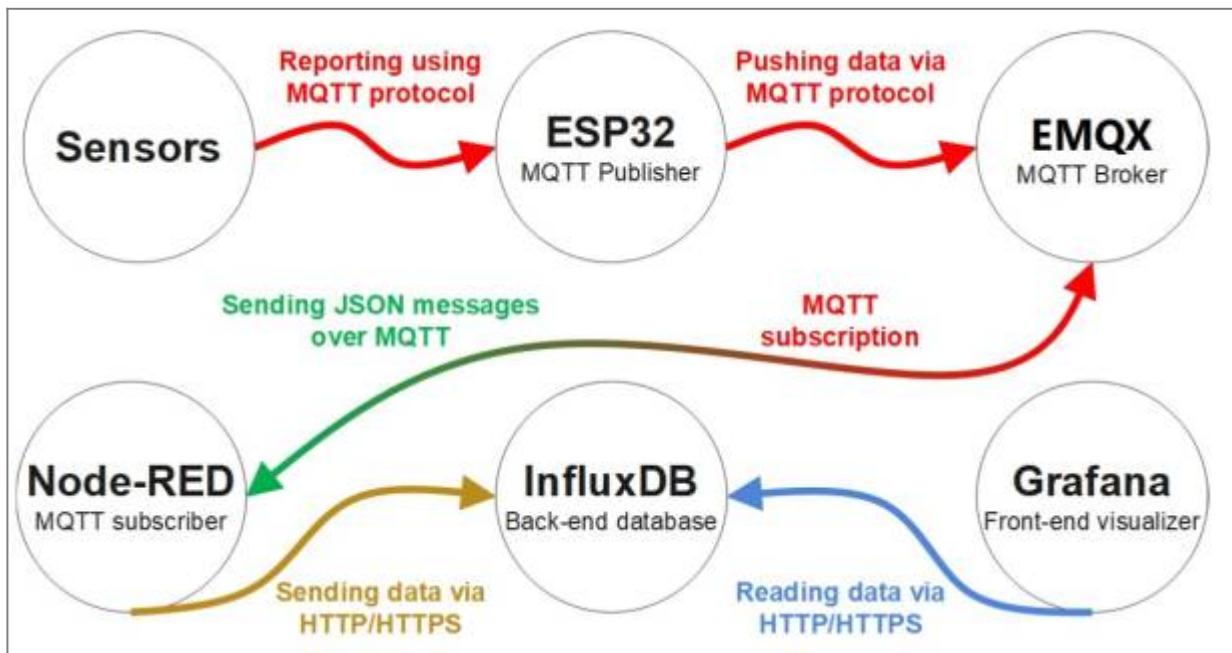 Reporting using
MQTT protocol
Pushing data via
MQTT protocol
Sensors
ESP32
MQTT Publisher
EMQX
MQTT Broker
Sending JSON messages
over MQTT
MQTT
subscription
Node-RED
MQTT subscriber
InfluxDB
Back-end database
Grafana
Front-end visualizer
Sending data via
HTTP/HTTPS
Reading data via
HTTP/HTTPS